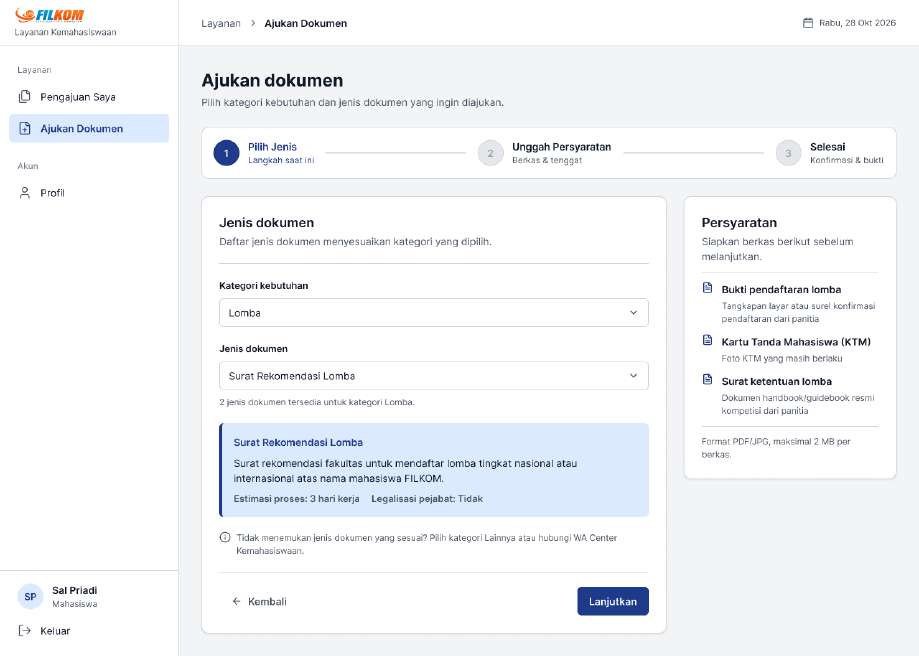 FILKOM
Layanan Kemahasiswaan
Layanan
Pengajuan Saya
Ajukan Dokumen
Akun
Profil
Sal Priadi
SP
Mahasiswa
Keluar
Layanan > Ajukan Dokumen
Rabu, 28 Okt 2026
Ajukan dokumen
Pilih kategori kebutuhan dan jenis dokumen yang ingin diajukan.
1
Pilih Jenis
Langkah saat ini
2
Unggah Persyaratan
Berkas & tenggat
3
Selesai
Konfirmasi & bukti
Jenis dokumen
Daftar jenis dokumen menyesuaikan kategori yang dipilih.
Kategori kebutuhan
Lomba
Jenis dokumen
Surat Rekomendasi Lomba
2 jenis dokumen tersedia untuk kategori Lomba.
Surat Rekomendasi Lomba
Surat rekomendasi fakultas untuk mendaftar lomba tingkat nasional atau
internasional atas nama mahasiswa FILKOM.
Estimasi proses: 3 hari kerja Legalisasi pejabat: Tidak
Tidak menemukan jenis dokumen yang sesuai? Pilih kategori Lainnya atau hubungi WA Center
Kemahasiswaan.
Kembali
Lanjutkan
Persyaratan
Siapkan berkas berikut sebelum
melanjutkan.
Bukti pendaftaran lomba
Tangkapan layar atau surel konfirmasi
pendaftaran dari panitia
Kartu Tanda Mahasiswa (KTM)
Foto KTM yang masih berlaku
Surat ketentuan lomba
Dokumen handbook/guidebook resmi
kompetisi dari panitia
Format PDF/JPG, maksimal 2 MB per
berkas.